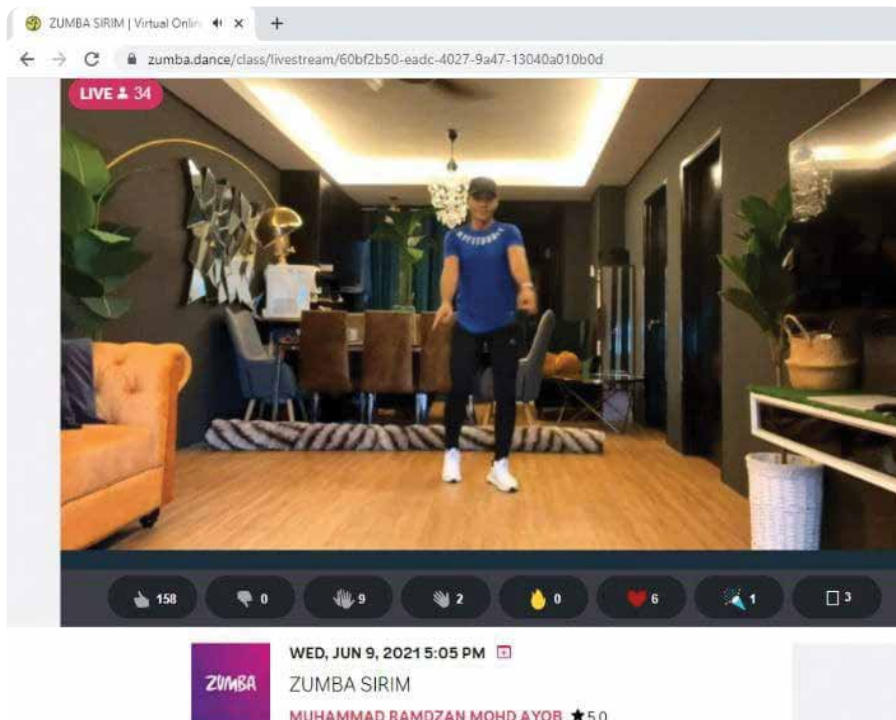 ZUMBA SIRIM | Virtual Onlin
zumba.dance/class/livestream/60bf2b50-eadc-4027-9a47-13040a010b0d
LIVE 34
158 0 9 2 0 6 1 3
WED, JUN 9, 2021 5:05 PM
ZUMBA
ZUMBA SIRIM
MUHAMMAD RAMDZAN MOHD AYOB ★5.0